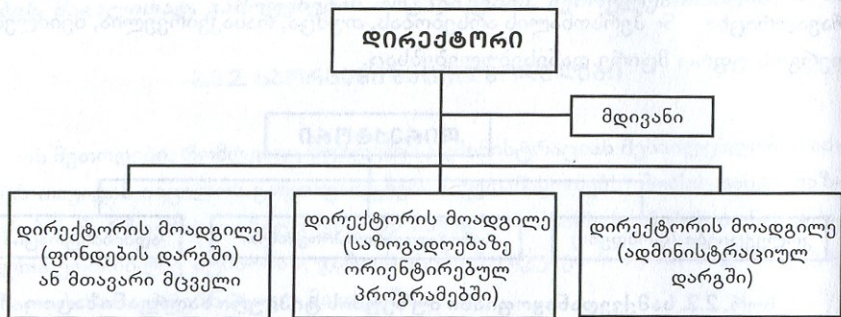 დირექტორი
მდივანი
დირექტორის მოადგილე
(ფონდების დარგში)
ან მთავარი მცველი
დირექტორის მოადგილე
(საზოგადოებაზე
ორიენტირებულ
პროგრამებში)
დირექტორის მოადგილე
(ადმინისტრაციულ
დარგში)